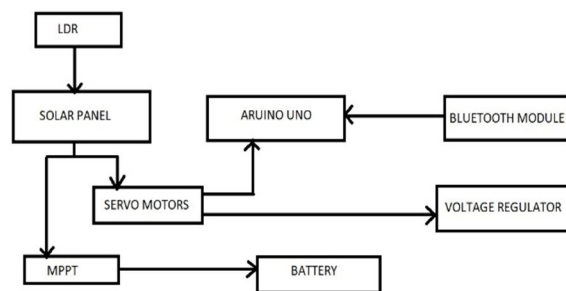 LDR
SOLAR PANEL
ARUINO UNO
BLUETOOTH MODULE
SERVO MOTORS
VOLTAGE REGULATOR
MPPT
BATTERY